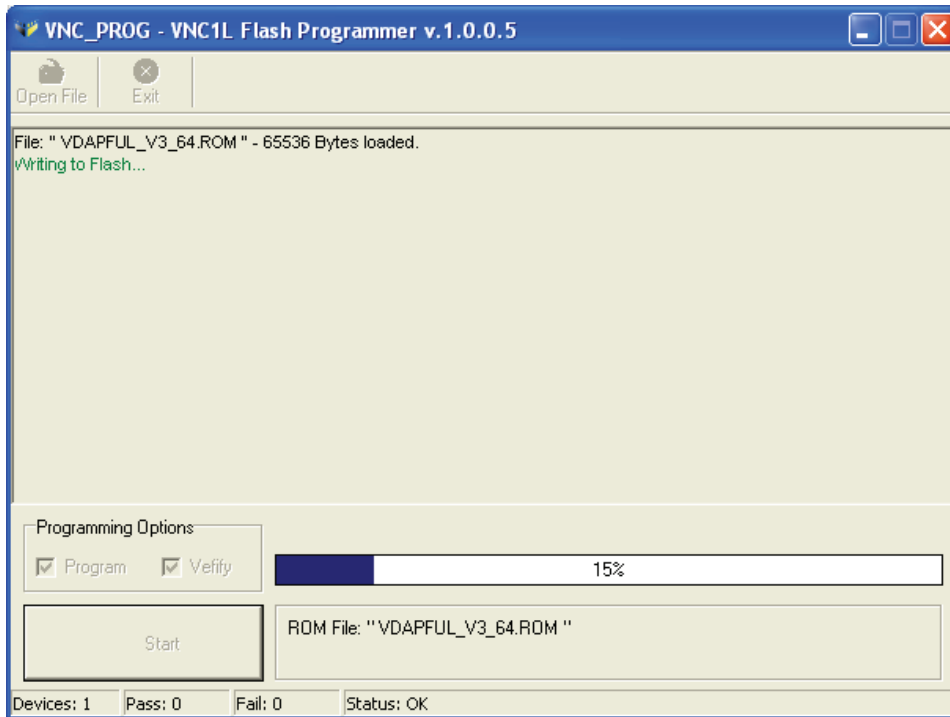 VNC_PROG - VNC1L Flash Programmer v.1.0.0.5
Open File Exit
File: " VDAPFUL_V3_64.ROM " - 65536 Bytes loaded.
Writing to Flash...
Programming Options
Program Vefify
15%
Start
ROM File: " VDAPFUL_V3_64.ROM "
Devices: 1 Pass: 0 Fail: 0 Status: OK